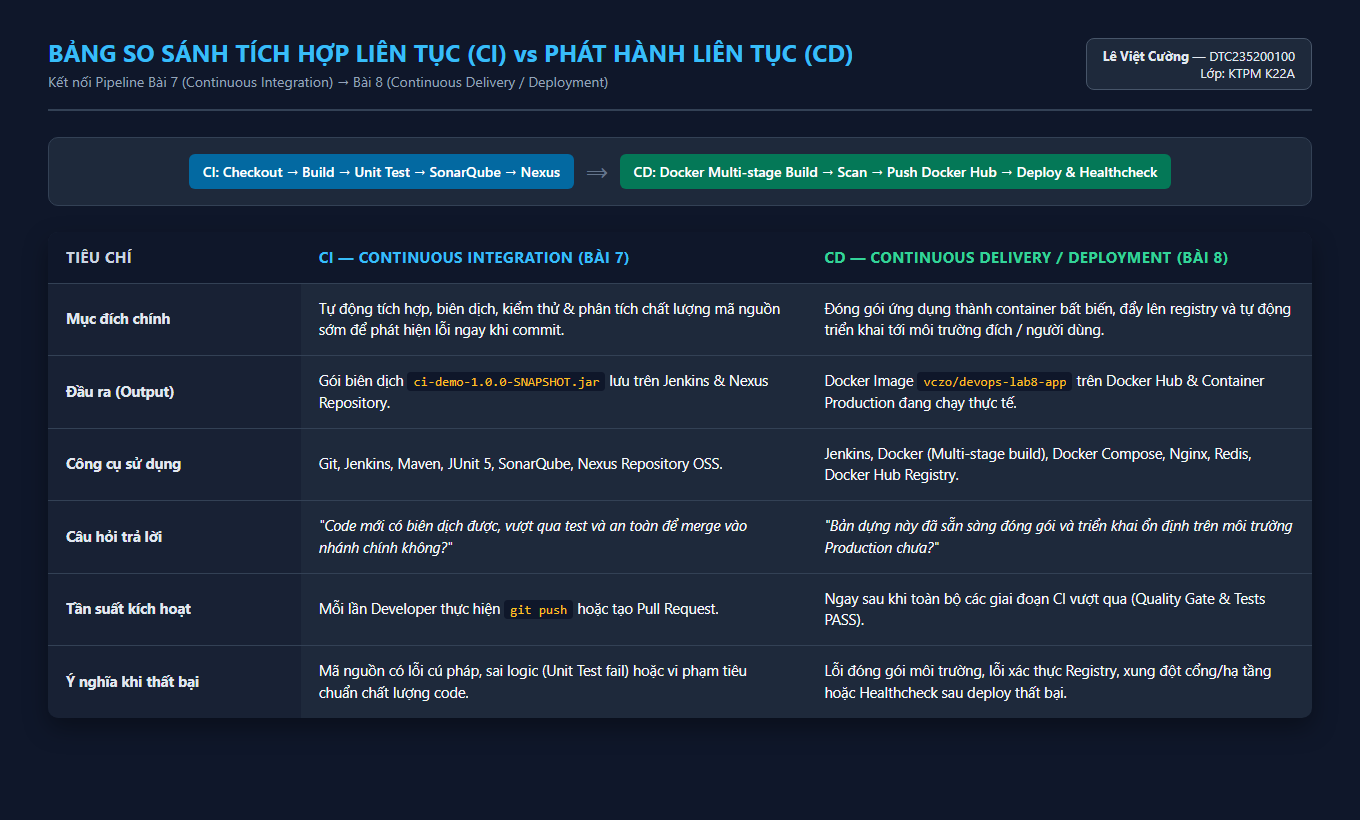 BẢNG SO SÁNH TÍCH HỢP LIÊN TỤC (CI) vs PHÁT HÀNH LIÊN TỤC (CD)
Kết nối Pipeline Bài 7 (Continuous Integration) → Bài 8 (Continuous Delivery / Deployment)
Lê Việt Cường — DTC235200100
Lớp: KTPM K22A
CI: Checkout → Build → Unit Test → SonarQube → Nexus ⟹ CD: Docker Multi-stage Build → Scan → Push Docker Hub → Deploy & Healthcheck
TIÊU CHÍ
CI — CONTINUOUS INTEGRATION (BÀI 7)
CD — CONTINUOUS DELIVERY / DEPLOYMENT (BÀI 8)
Mục đích chính
Tự động tích hợp, biên dịch, kiểm thử & phân tích chất lượng mã nguồn
sớm để phát hiện lỗi ngay khi commit.
Đóng gói ứng dụng thành container bất biến, đẩy lên registry và tự động
triển khai tới môi trường đích / người dùng.
Đầu ra (Output)
Gói biên dịch ci-demo-1.0.0-SNAPSHOT.jar lưu trên Jenkins & Nexus
Repository.
Docker Image vczo/devops-lab8-app trên Docker Hub & Container
Production đang chạy thực tế.
Công cụ sử dụng
Git, Jenkins, Maven, JUnit 5, SonarQube, Nexus Repository OSS.
Jenkins, Docker (Multi-stage build), Docker Compose, Nginx, Redis,
Docker Hub Registry.
Câu hỏi trả lời
"Code mới có biên dịch được, vượt qua test và an toàn để merge vào
nhánh chính không?"
"Bản dựng này đã sẵn sàng đóng gói và triển khai ổn định trên môi trường
Production chưa?"
Tần suất kích hoạt
Mỗi lần Developer thực hiện git push hoặc tạo Pull Request.
Ngay sau khi toàn bộ các giai đoạn CI vượt qua (Quality Gate & Tests
PASS).
Ý nghĩa khi thất bại
Mã nguồn có lỗi cú pháp, sai logic (Unit Test fail) hoặc vi phạm tiêu
chuẩn chất lượng code.
Lỗi đóng gói môi trường, lỗi xác thực Registry, xung đột cổng/hạ tầng
hoặc Healthcheck sau deploy thất bại.